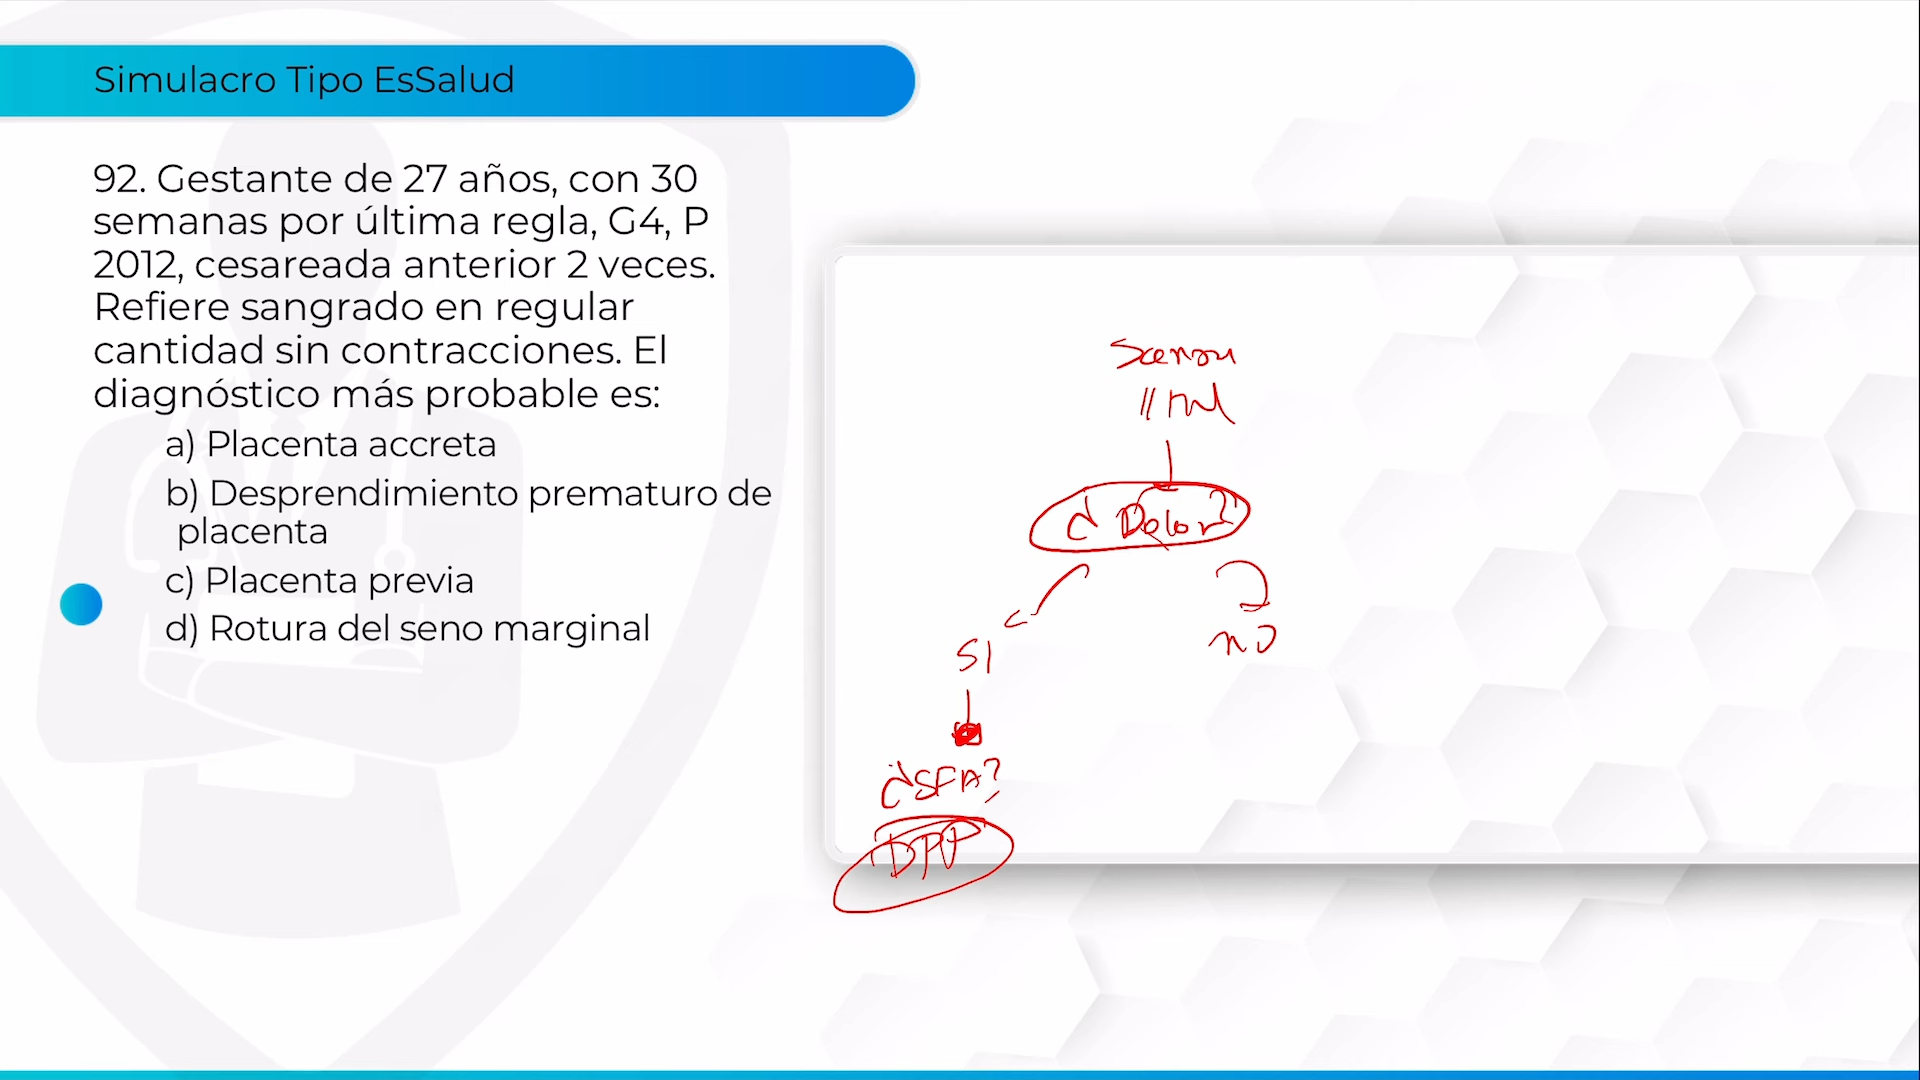 Simulacro Tipo EsSalud
92. Gestante de 27 años, con 30
semanas por última regla, G4, P
2012, cesareada anterior 2 veces.
Refiere sangrado en regular
cantidad sin contracciones. El
diagnóstico más probable es:
a) Placenta accreta
b) Desprendimiento prematuro de
placenta
c) Placenta previa
d) Rotura del seno marginal
¿Dolor?
SI
no
¿SFA?
DPP